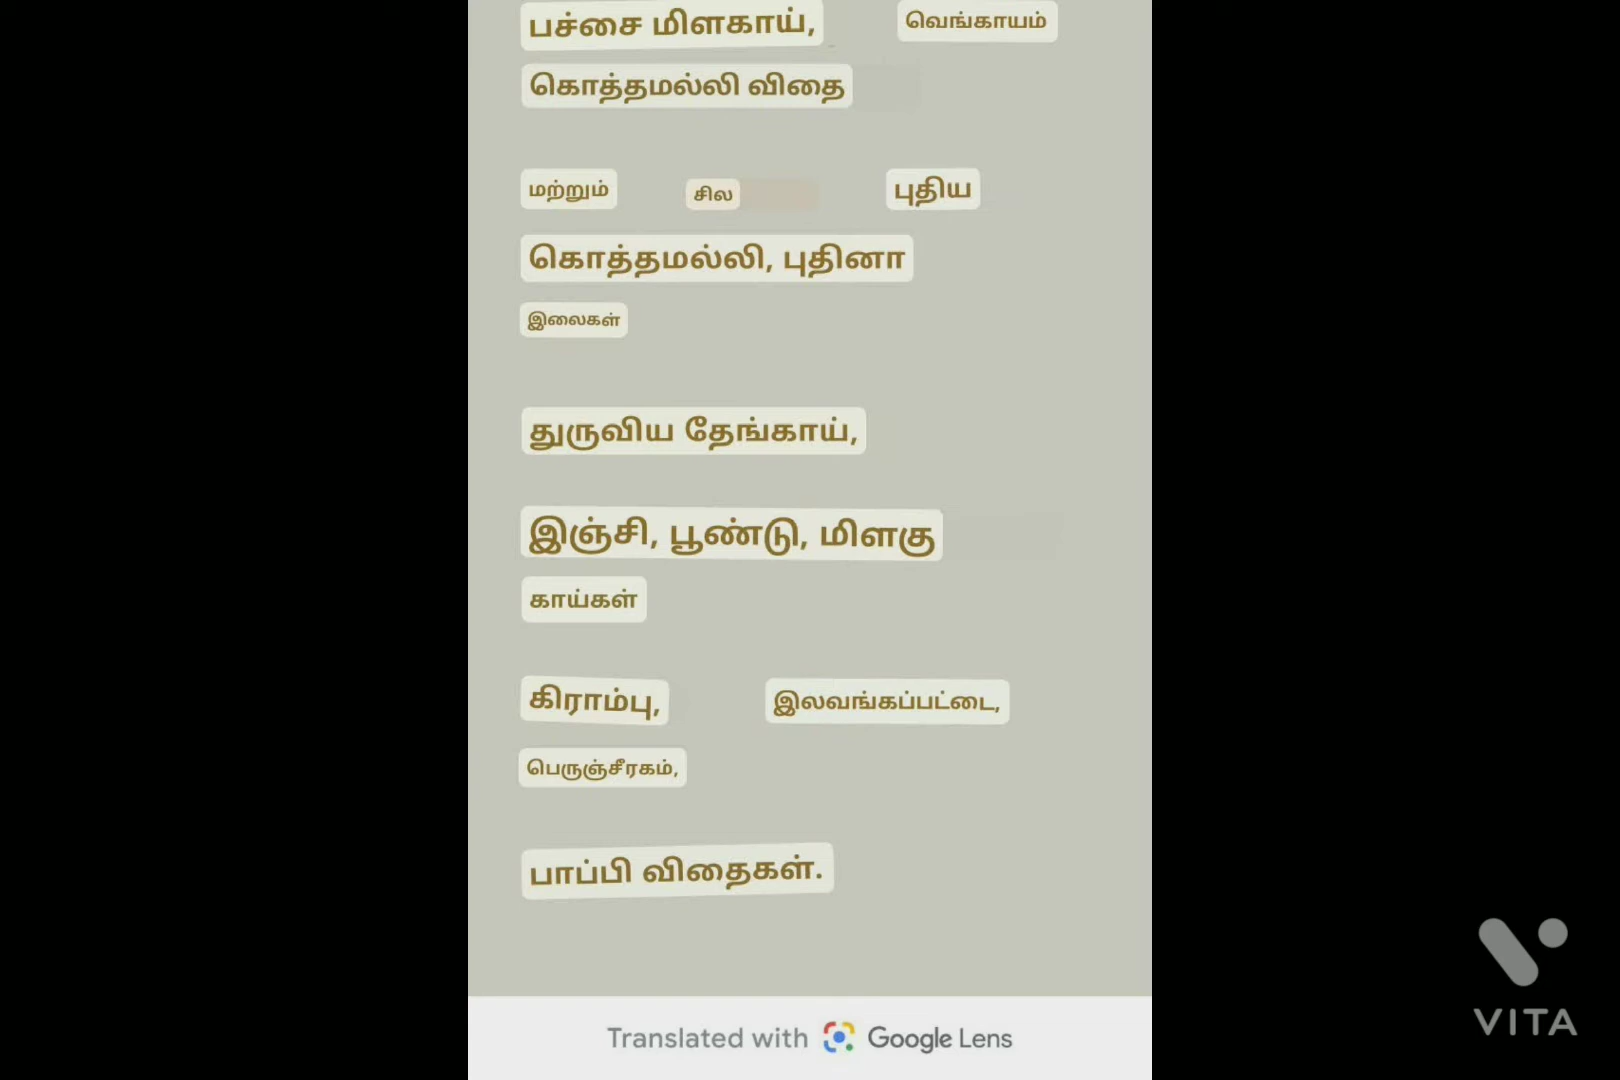 பச்சை மிளகாய், வெங்காயம்
கொத்தமல்லி விதை
மற்றும் சில புதிய
கொத்தமல்லி, புதினா
இலைகள்
துருவிய தேங்காய்,
இஞ்சி, பூண்டு, மிளகு
காய்கள்
கிராம்பு, இலவங்கப்பட்டை,
பெருஞ்சீரகம்,
பாப்பி விதைகள்.
Translated with Google Lens
VITA